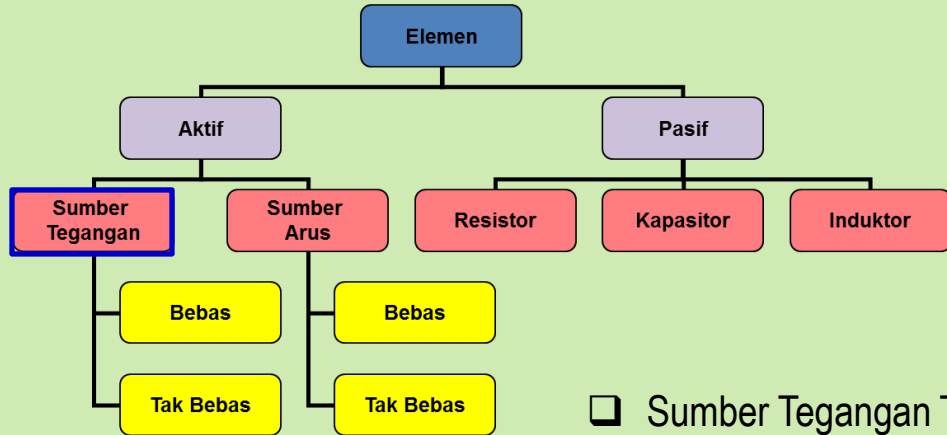 Elemen
Aktif
Pasif
Sumber
Tegangan
Sumber
Arus
Resistor
Kapasitor
Induktor
Bebas
Bebas
Tak Bebas
Tak Bebas
Sumber Tegangan